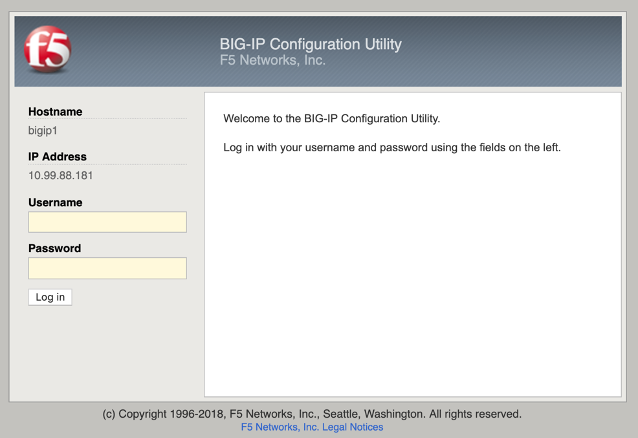 f5
BIG-IP Configuration Utility
F5 Networks, Inc.
Hostname
bigip1
IP Address
10.99.88.181
Username
Password
Log in
Welcome to the BIG-IP Configuration Utility.
Log in with your username and password using the fields on the left.
(c) Copyright 1996-2018, F5 Networks, Inc., Seattle, Washington. All rights reserved.
F5 Networks, Inc. Legal Notices